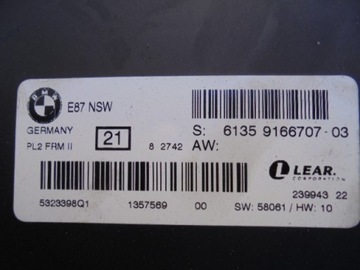 BMW
E87 NSW
GERMANY
21
S: 6135 9166707-03
PL2 FRM II
8 2742
AW:
LEAR.
CORPORATION
239943 22
5323398Q1
1357569
00
SW: 58061 / HW: 10